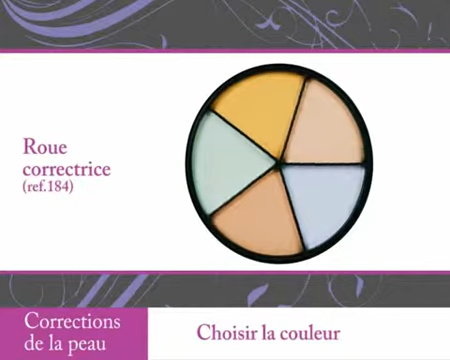 Roue
correctrice
(ref.184)
Corrections
de la peau
Choisir la couleur